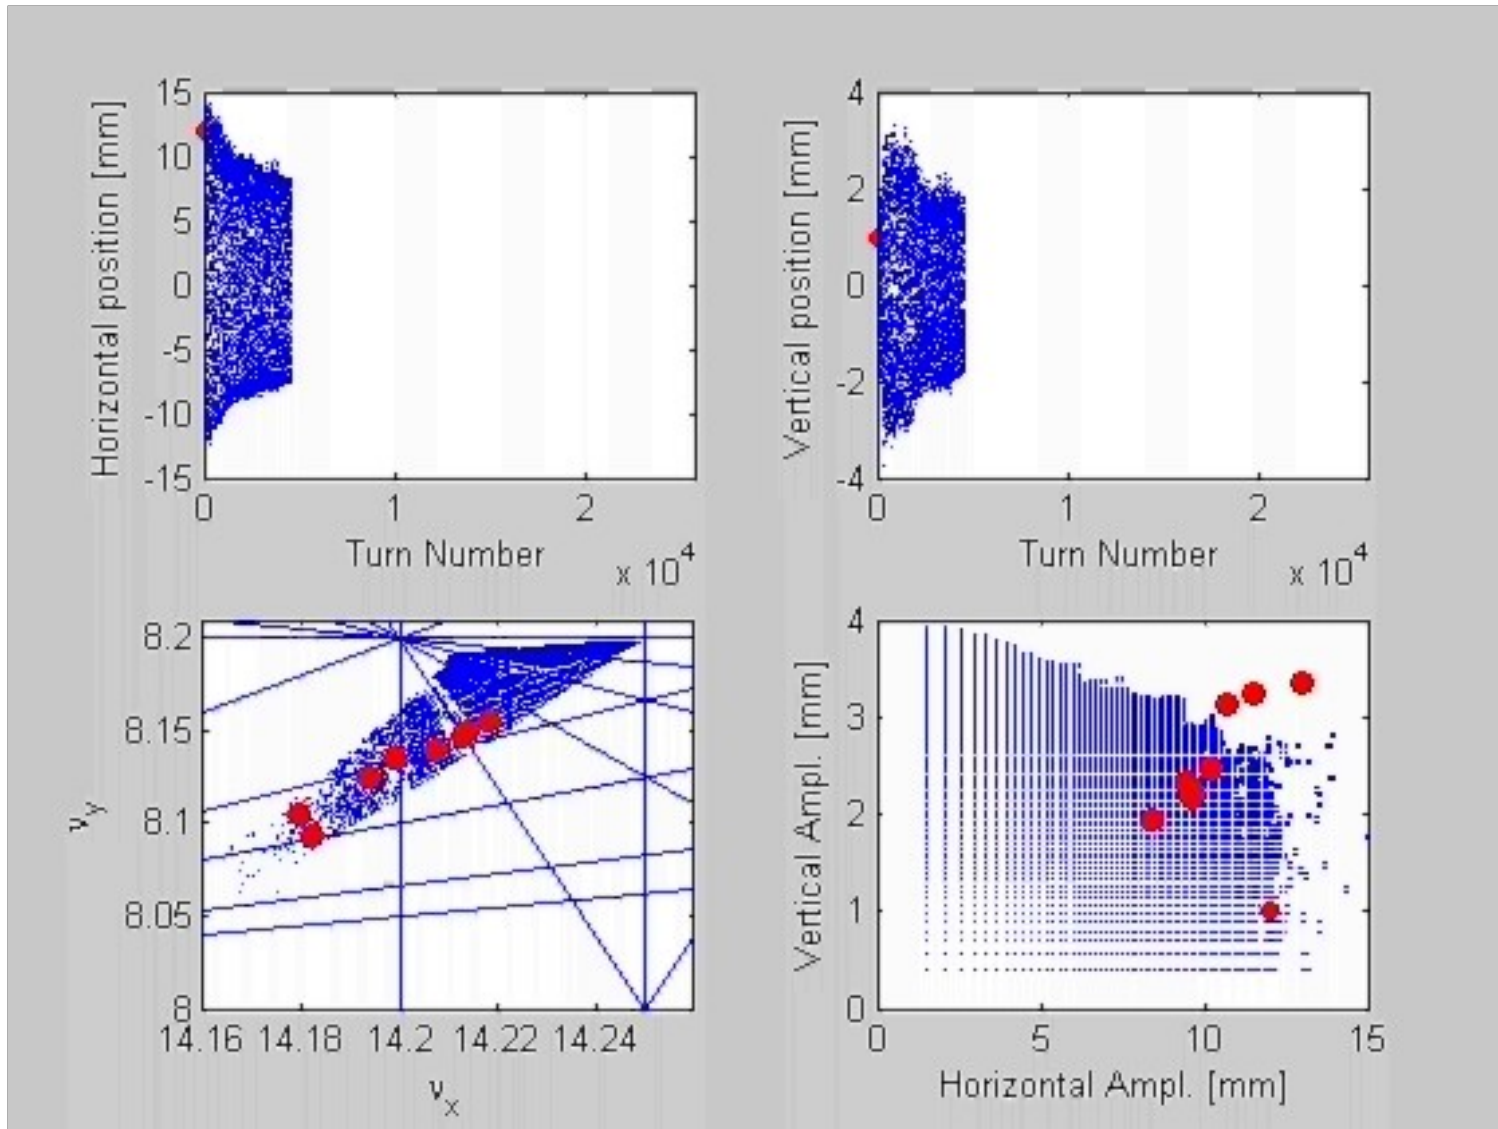 15
10
5
0
-5
-10
-15
Horizontal position [mm]
0 1 2
Turn Number
x 10^4
4
2
0
-2
-4
Vertical position [mm]
0 1 2
Turn Number
x 10^4
8.2
8.15
8.1
8.05
8
ν_y
14.16 14.18 14.2 14.22 14.24
ν_x
4
3
2
1
0
Vertical Ampl. [mm]
0 5 10 15
Horizontal Ampl. [mm]